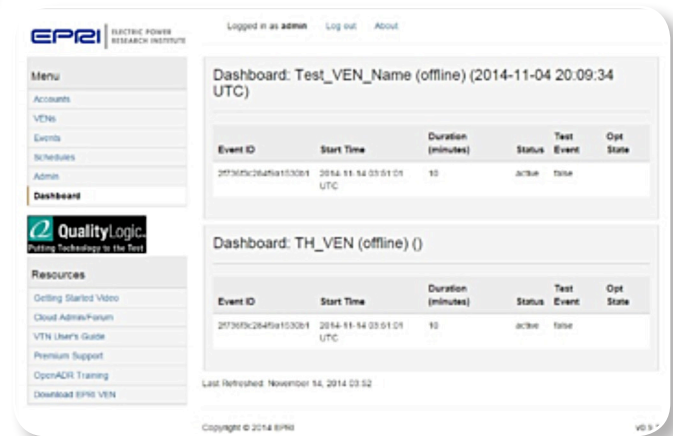 EPRI
ELECTRIC POWER
RESEARCH INSTITUTE
Logged in as admin Log out About
Menu
Accounts
VENs
Events
Schedules
Admin
Dashboard
QualityLogic.
Putting Technology to the Test
Resources
Getting Started Video
Cloud Admin/Forum
VTN User's Guide
Premium Support
OpenADR Training
Download EPRI VEN
Dashboard: Test_VEN_Name (offline) (2014-11-04 20:09:34
UTC)
Event ID Start Time Duration (minutes) Status Test Event Opt State
2014-11-14 03:51:01 UTC 10 active false
Dashboard: TH_VEN (offline) ()
Event ID Start Time Duration (minutes) Status Test Event Opt State
2014-11-14 03:51:01 UTC 10 active false
Last Refreshed: November 14, 2014 03:52
Copyright © 2014 EPRI